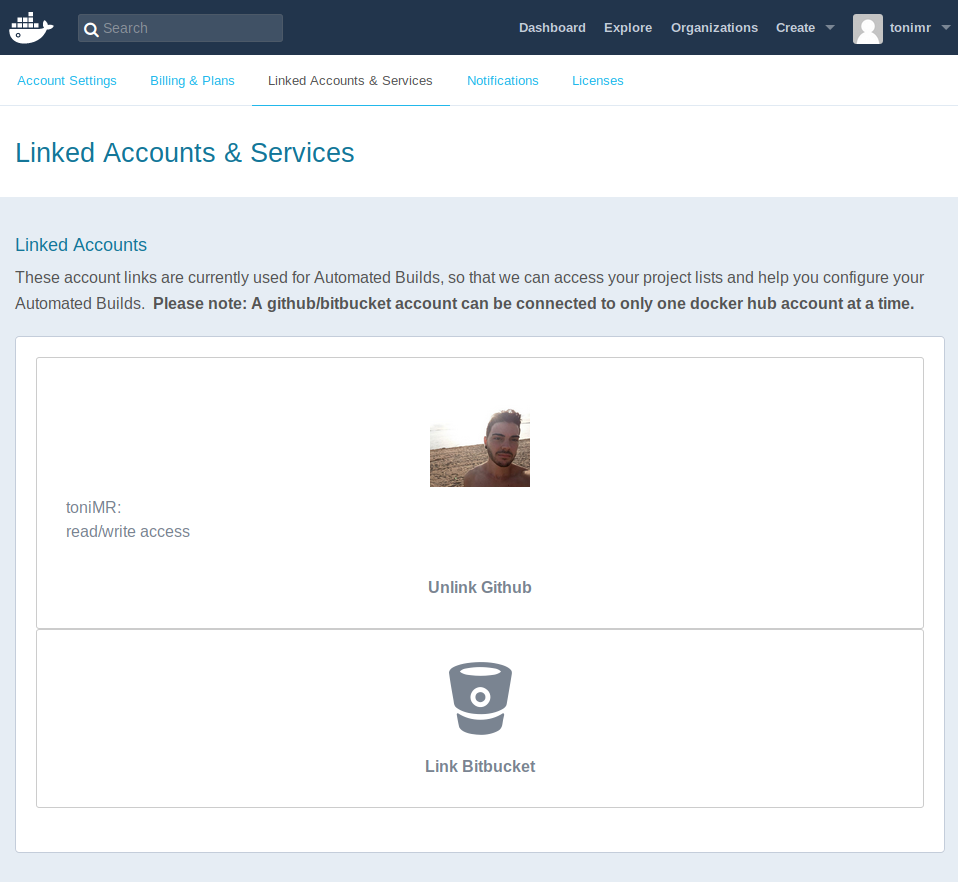 Search
Dashboard Explore Organizations Create tonimr
Account Settings Billing & Plans Linked Accounts & Services Notifications Licenses
Linked Accounts & Services
Linked Accounts
These account links are currently used for Automated Builds, so that we can access your project lists and help you configure your
Automated Builds. Please note: A github/bitbucket account can be connected to only one docker hub account at a time.
toniMR:
read/write access
Unlink Github
Link Bitbucket